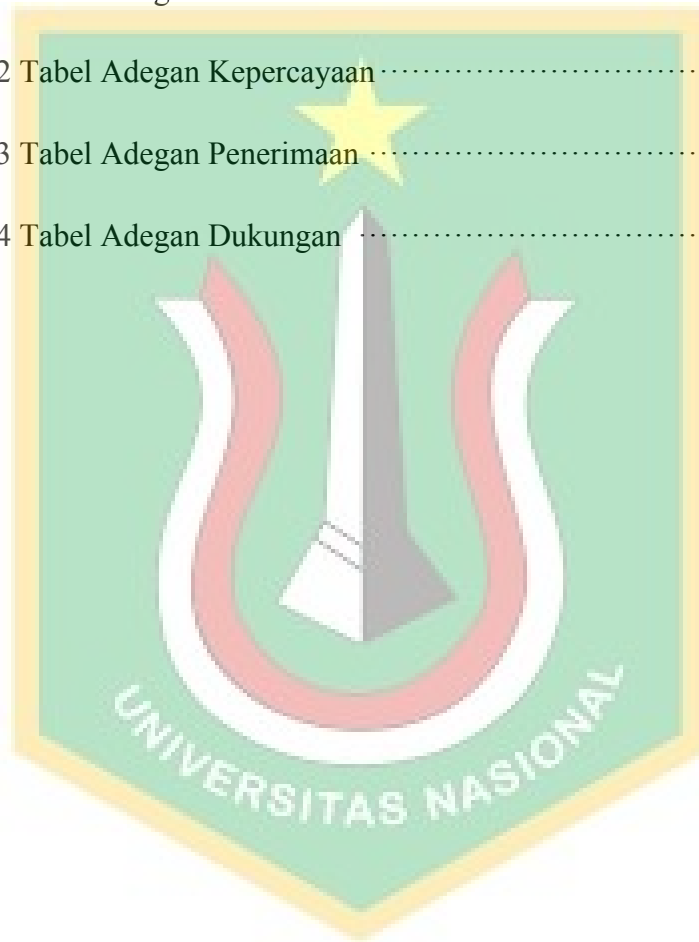 2 Tabel Adegan Kepercayaan ..............................
3 Tabel Adegan Penerimaan ..............................
4 Tabel Adegan Dukungan ..............................
UNIVERSITAS NASIONAL